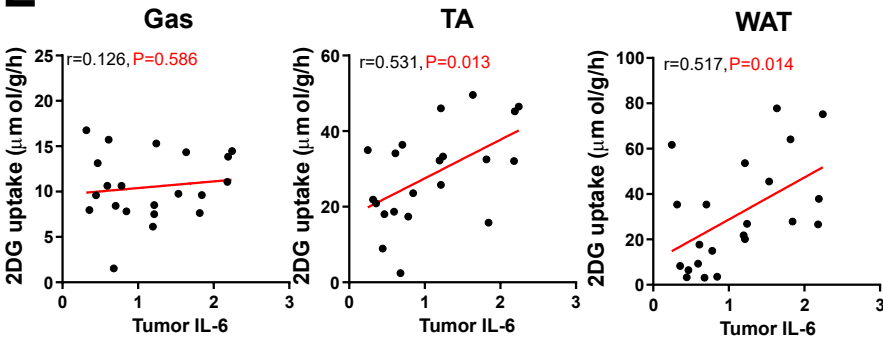 Gas
2DG uptake (μmol/g/h)
25
20
15
10
5
0
r=0.126, P=0.586
0 1 2 3
Tumor IL-6
TA
2DG uptake (μmol/g/h)
60
40
20
0
r=0.531, P=0.013
0 1 2 3
Tumor IL-6
WAT
2DG uptake (μmol/g/h)
100
80
60
40
20
0
r=0.517, P=0.014
0 1 2 3
Tumor IL-6